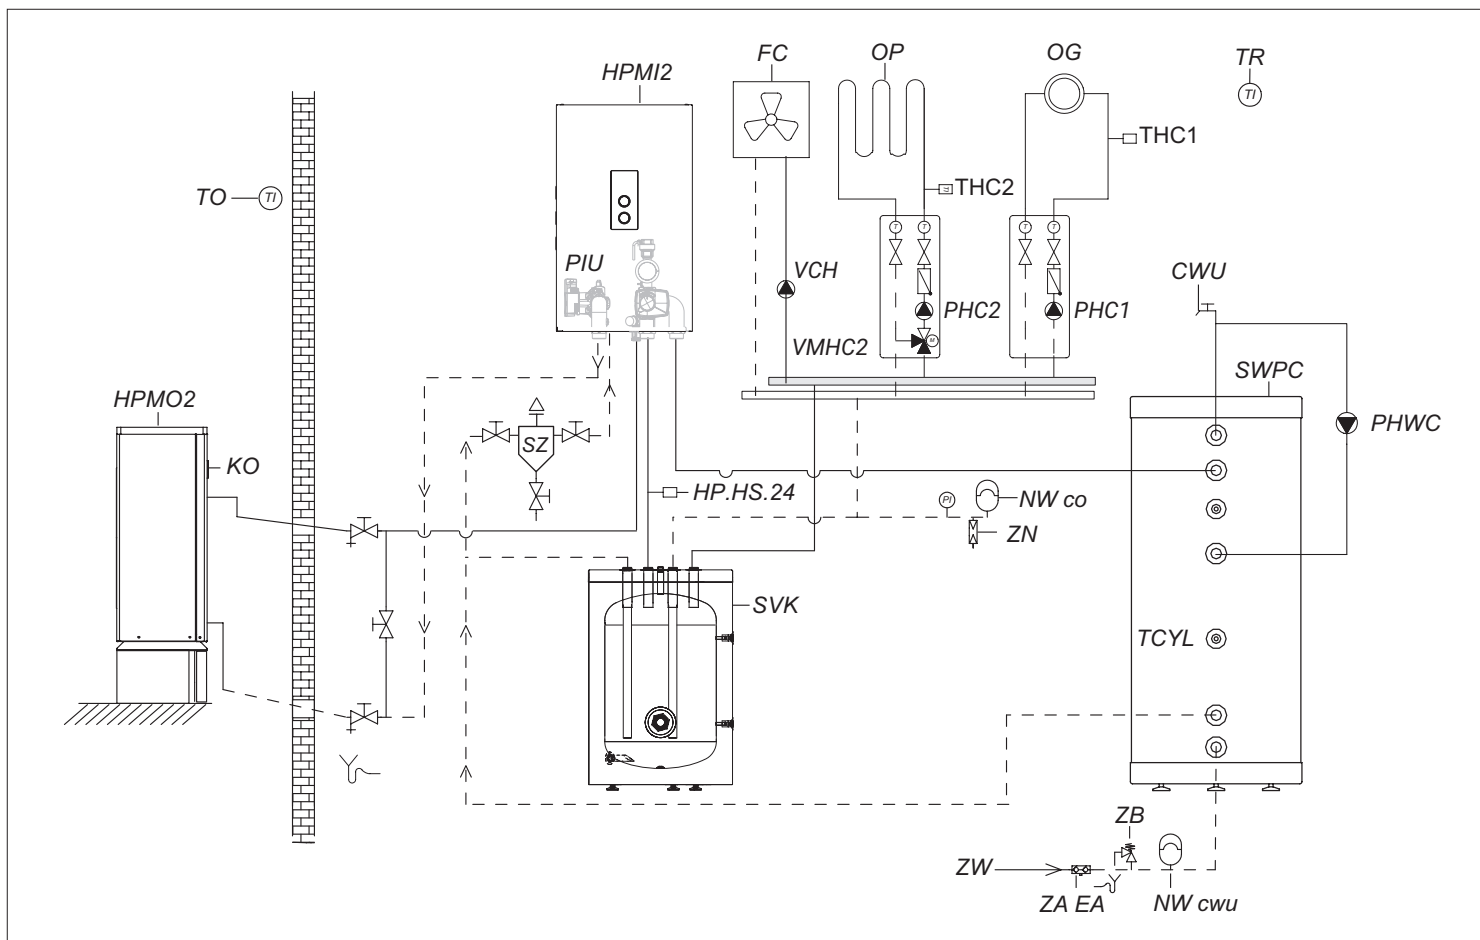 FC
OP
OG
TR
HPMI2
TI
THC1
TO
TI
THC2
T
T
T
T
PIU
VCH
CWU
PHC2
PHC1
M
VMHC2
SWPC
HPMO2
PHWC
SZ
KO
HP.HS.24
PI
NW co
ZN
SVK
TCYL
ZB
ZW
ZA EA
NW cwu